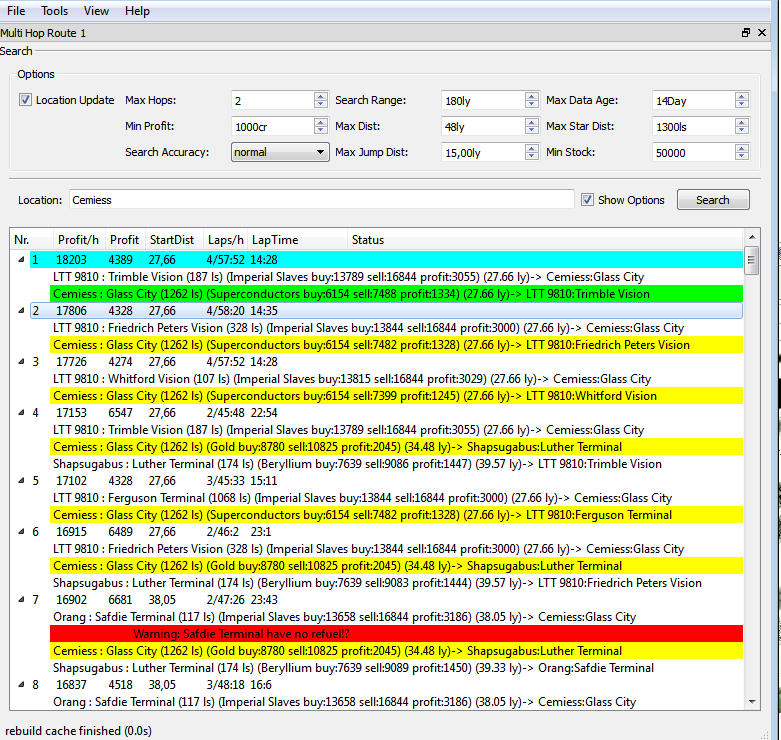 File Tools View Help
Multi Hop Route 1
Search
Options
Location Update Max Hops: 2 Search Range: 180ly Max Data Age: 14Day
Min Profit: 1000cr Max Dist: 48ly Max Star Dist: 1300ls
Search Accuracy: normal Max Jump Dist: 15,00ly Min Stock: 50000
Location: Cemiess Show Options Search
Nr. Profit/h Profit StartDist Laps/h LapTime Status
1 18203 4389 27,66 4/57:52 14:28
LTT 9810 : Trimble Vision (187 ls) (Imperial Slaves buy:13789 sell:16844 profit:3055) (27.66 ly)-> Cemiess:Glass City
Cemiess : Glass City (1262 ls) (Superconductors buy:6154 sell:7488 profit:1334) (27.66 ly)-> LTT 9810:Trimble Vision
2 17806 4328 27,66 4/58:20 14:35
LTT 9810 : Friedrich Peters Vision (328 ls) (Imperial Slaves buy:13844 sell:16844 profit:3000) (27.66 ly)-> Cemiess:Glass City
Cemiess : Glass City (1262 ls) (Superconductors buy:6154 sell:7482 profit:1328) (27.66 ly)-> LTT 9810:Friedrich Peters Vision
3 17726 4274 27,66 4/57:52 14:28
LTT 9810 : Whitford Vision (107 ls) (Imperial Slaves buy:13815 sell:16844 profit:3029) (27.66 ly)-> Cemiess:Glass City
Cemiess : Glass City (1262 ls) (Superconductors buy:6154 sell:7399 profit:1245) (27.66 ly)-> LTT 9810:Whitford Vision
4 17153 6547 27,66 2/45:48 22:54
LTT 9810 : Trimble Vision (187 ls) (Imperial Slaves buy:13789 sell:16844 profit:3055) (27.66 ly)-> Cemiess:Glass City
Cemiess : Glass City (1262 ls) (Gold buy:8780 sell:10825 profit:2045) (34.48 ly)-> Shapsugabus:Luther Terminal
Shapsugabus : Luther Terminal (174 ls) (Beryllium buy:7639 sell:9086 profit:1447) (39.57 ly)-> LTT 9810:Trimble Vision
5 17102 4328 27,66 3/45:33 15:11
LTT 9810 : Ferguson Terminal (1068 ls) (Imperial Slaves buy:13844 sell:16844 profit:3000) (27.66 ly)-> Cemiess:Glass City
Cemiess : Glass City (1262 ls) (Superconductors buy:6154 sell:7482 profit:1328) (27.66 ly)-> LTT 9810:Ferguson Terminal
6 16915 6489 27,66 2/46:2 23:1
LTT 9810 : Friedrich Peters Vision (328 ls) (Imperial Slaves buy:13844 sell:16844 profit:3000) (27.66 ly)-> Cemiess:Glass City
Cemiess : Glass City (1262 ls) (Gold buy:8780 sell:10825 profit:2045) (34.48 ly)-> Shapsugabus:Luther Terminal
Shapsugabus : Luther Terminal (174 ls) (Beryllium buy:7639 sell:9083 profit:1444) (39.57 ly)-> LTT 9810:Friedrich Peters Vision
7 16902 6681 38,05 2/47:26 23:43
Orang : Safdie Terminal (117 ls) (Imperial Slaves buy:13658 sell:16844 profit:3186) (38.05 ly)-> Cemiess:Glass City
Warning: Safdie Terminal have no refuel!?
Cemiess : Glass City (1262 ls) (Gold buy:8780 sell:10825 profit:2045) (34.48 ly)-> Shapsugabus:Luther Terminal
Shapsugabus : Luther Terminal (174 ls) (Beryllium buy:7639 sell:9089 profit:1450) (39.33 ly)-> Orang:Safdie Terminal
8 16837 4518 38,05 3/48:18 16:6
Orang : Safdie Terminal (117 ls) (Imperial Slaves buy:13658 sell:16844 profit:3186) (38.05 ly)-> Cemiess:Glass City
rebuild cache finished (0.0s)